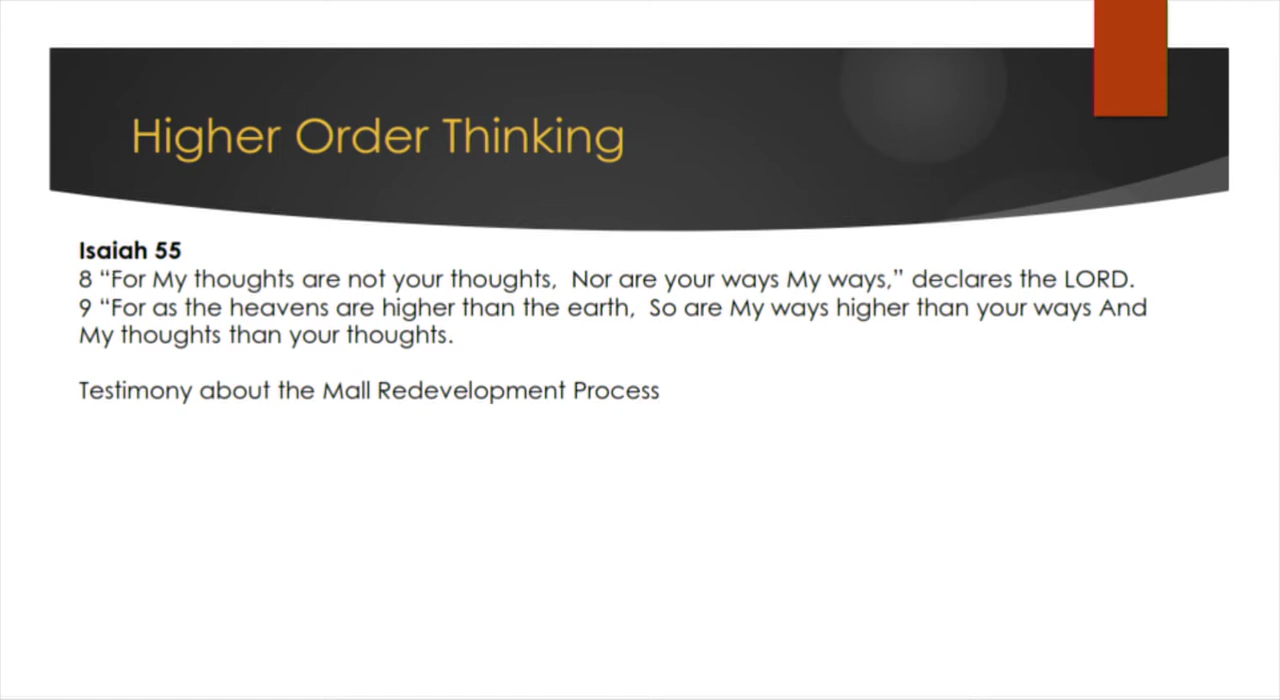 Higher Order Thinking
Isaiah 55
8 “For My thoughts are not your thoughts,  Nor are your ways My ways,” declares the LORD.
9 “For as the heavens are higher than the earth,  So are My ways higher than your ways And
My thoughts than your thoughts.
Testimony about the Mall Redevelopment Process